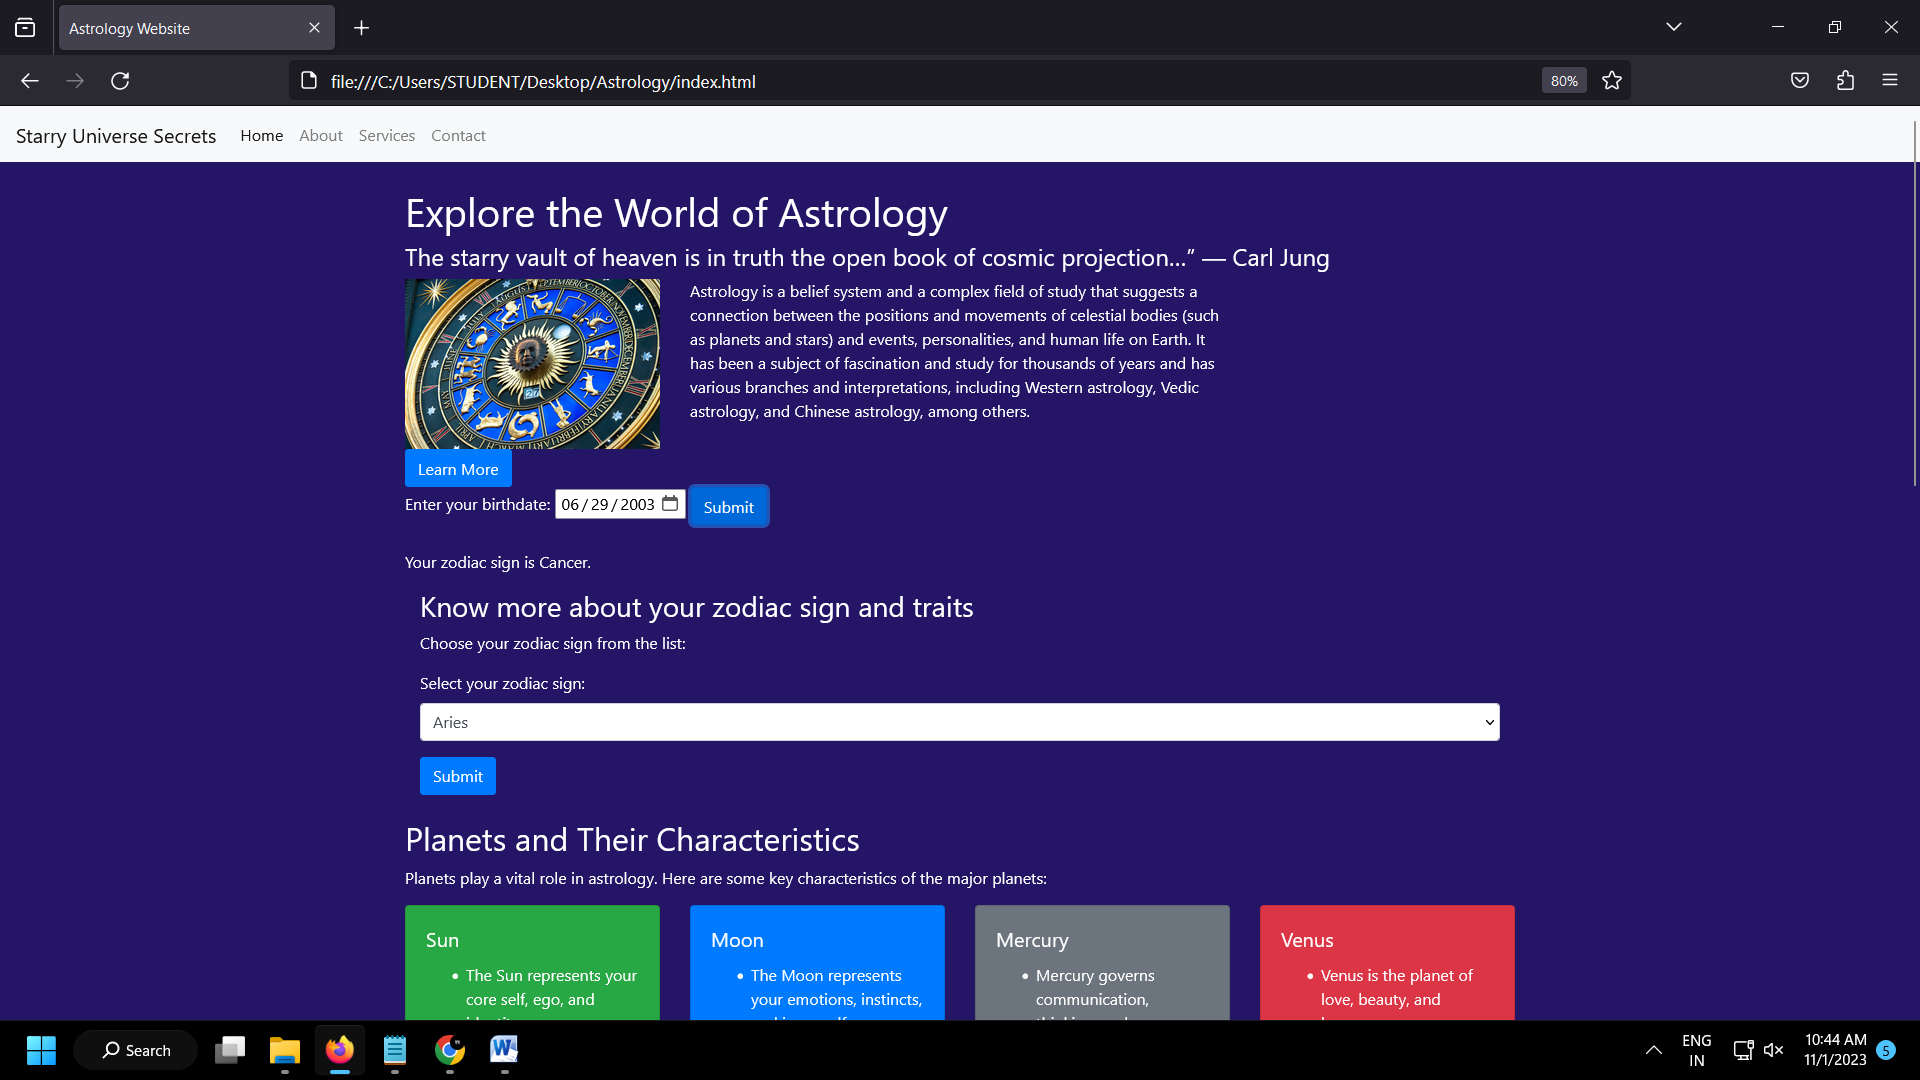 Astrology Website
file:///C:/Users/STUDENT/Desktop/Astrology/index.html
80%
Starry Universe Secrets Home About Services Contact
Explore the World of Astrology
The starry vault of heaven is in truth the open book of cosmic projection…” — Carl Jung
Astrology is a belief system and a complex field of study that suggests a
connection between the positions and movements of celestial bodies (such
as planets and stars) and events, personalities, and human life on Earth. It
has been a subject of fascination and study for thousands of years and has
various branches and interpretations, including Western astrology, Vedic
astrology, and Chinese astrology, among others.
Learn More
Enter your birthdate: 06/29/2003 Submit
Your zodiac sign is Cancer.
Know more about your zodiac sign and traits
Choose your zodiac sign from the list:
Select your zodiac sign:
Aries
Submit
Planets and Their Characteristics
Planets play a vital role in astrology. Here are some key characteristics of the major planets:
Sun
• The Sun represents your
core self, ego, and
Moon
• The Moon represents
your emotions, instincts,
Mercury
• Mercury governs
communication,
Venus
• Venus is the planet of
love, beauty, and
Search
ENG
IN
10:44 AM
11/1/2023
5